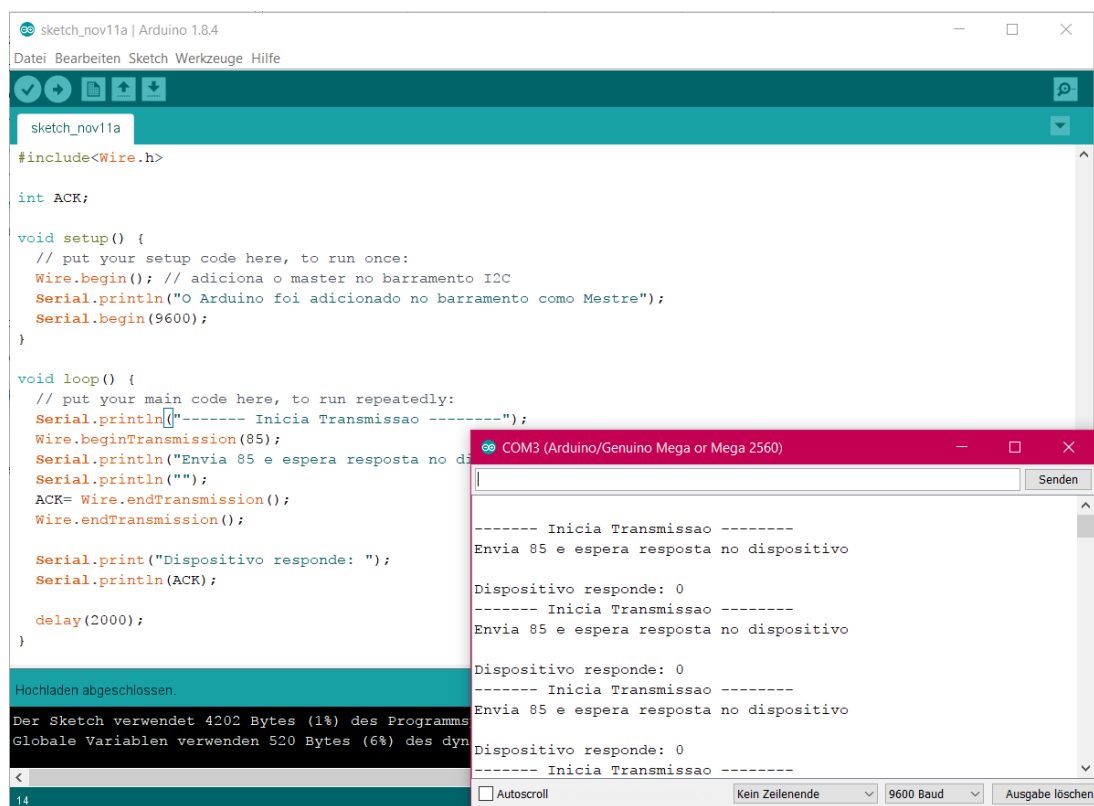 sketch_nov11a | Arduino 1.8.4
Datei Bearbeiten Sketch Werkzeuge Hilfe
sketch_nov11a
#include<Wire.h>
int ACK;
void setup() {
// put your setup code here, to run once:
Wire.begin(); // adiciona o master no barramento I2C
Serial.println("O Arduino foi adicionado no barramento como Mestre");
Serial.begin(9600);
}
void loop() {
// put your main code here, to run repeatedly:
Serial.println("------- Inicia Transmissao --------");
Wire.beginTransmission(85);
Serial.println("Envia 85 e espera resposta no di
Serial.println("");
ACK= Wire.endTransmission();
Wire.endTransmission();
Serial.print("Dispositivo responde: ");
Serial.println(ACK);
delay(2000);
}
Hochladen abgeschlossen.
Der Sketch verwendet 4202 Bytes (1%) des Programms
Globale Variablen verwenden 520 Bytes (6%) des dyn
14
COM3 (Arduino/Genuino Mega or Mega 2560)
Senden
------- Inicia Transmissao --------
Envia 85 e espera resposta no dispositivo
Dispositivo responde: 0
------- Inicia Transmissao --------
Envia 85 e espera resposta no dispositivo
Dispositivo responde: 0
------- Inicia Transmissao --------
Envia 85 e espera resposta no dispositivo
Dispositivo responde: 0
------- Inicia Transmissao --------
Autoscroll Kein Zeilenende 9600 Baud Ausgabe löschen